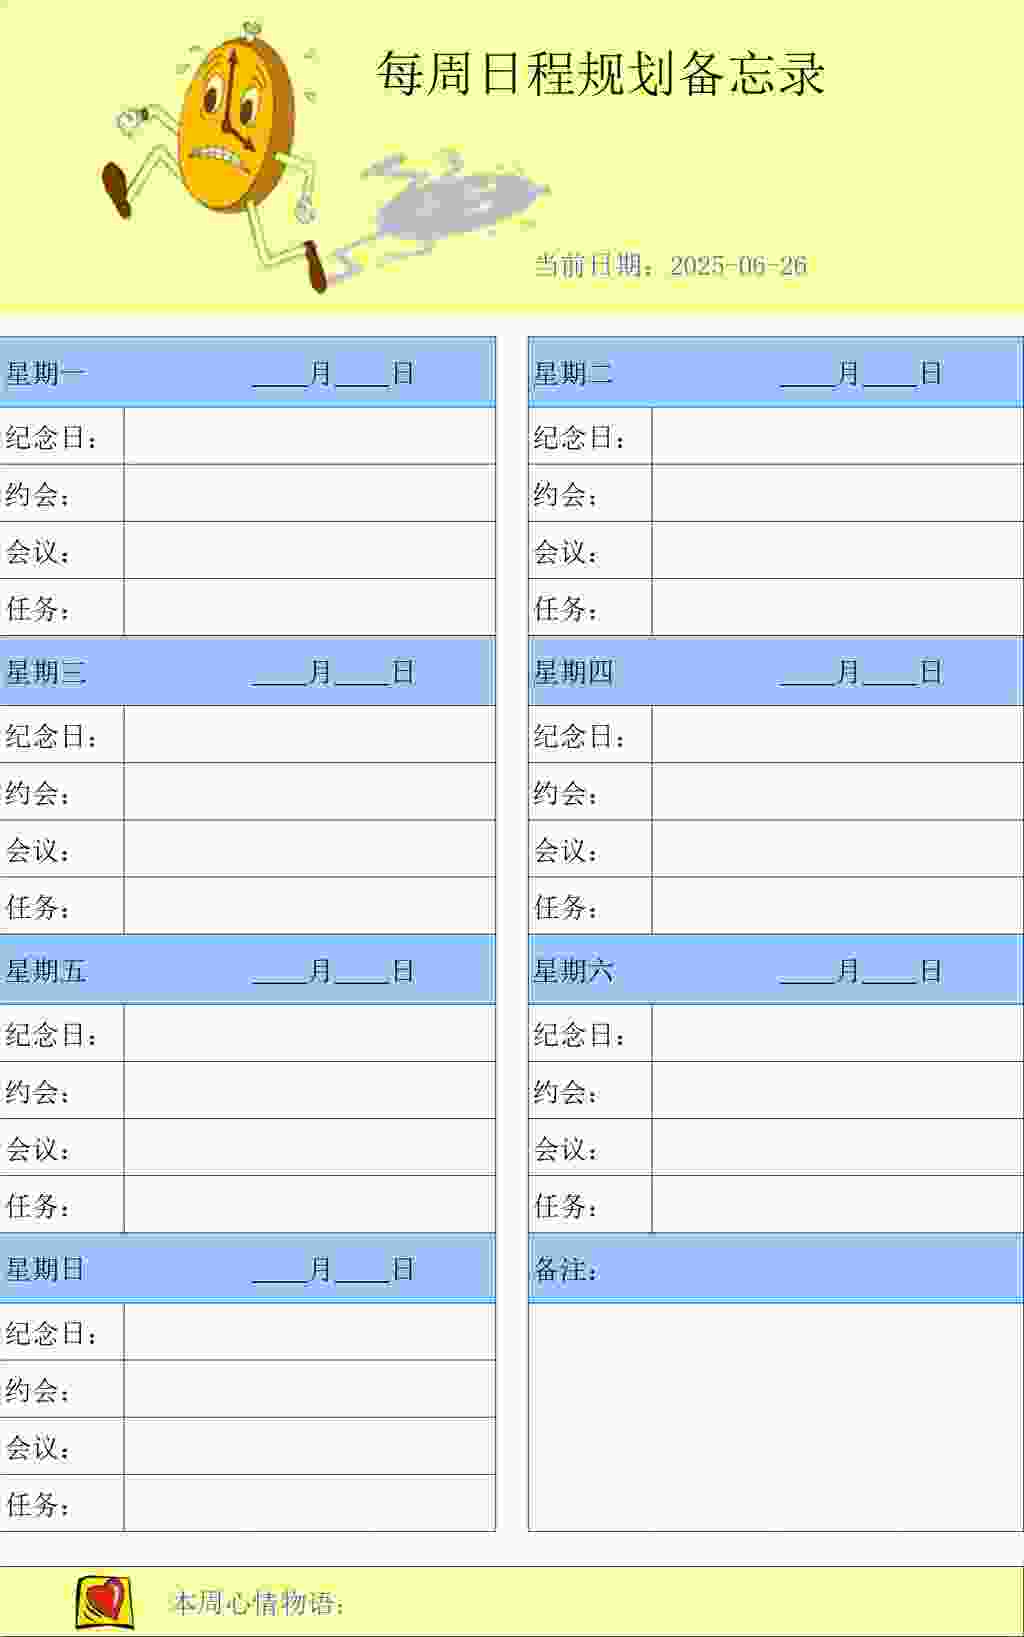 每周日程规划备忘录
当前日期：2025-06-26
星期一 ____月____日
纪念日：
约会：
会议：
任务：
星期二 ____月____日
纪念日：
约会：
会议：
任务：
星期三 ____月____日
纪念日：
约会：
会议：
任务：
星期四 ____月____日
纪念日：
约会：
会议：
任务：
星期五 ____月____日
纪念日：
约会：
会议：
任务：
星期六 ____月____日
纪念日：
约会：
会议：
任务：
星期日 ____月____日
纪念日：
约会：
会议：
任务：
备注：
本周心情物语：